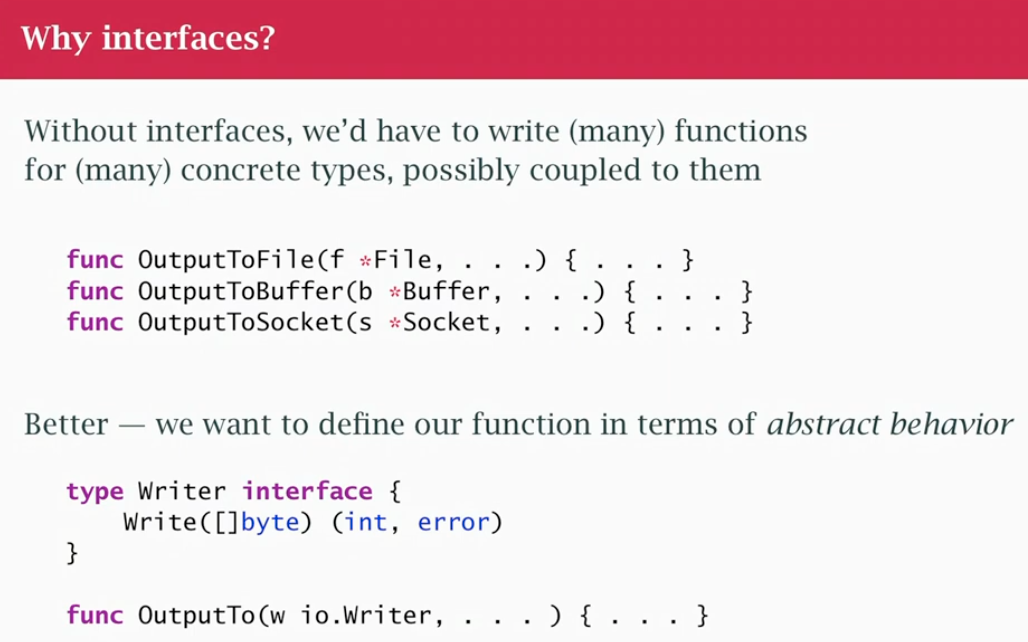 Why interfaces?
Without interfaces, we’d have to write (many) functions
for (many) concrete types, possibly coupled to them
func OutputToFile(f *File, . . .) { . . . }
func OutputToBuffer(b *Buffer, . . .) { . . . }
func OutputToSocket(s *Socket, . . .) { . . . }
Better — we want to define our function in terms of abstract behavior
type Writer interface {
    Write([]byte) (int, error)
}
func OutputTo(w io.Writer, . . . ) { . . . }